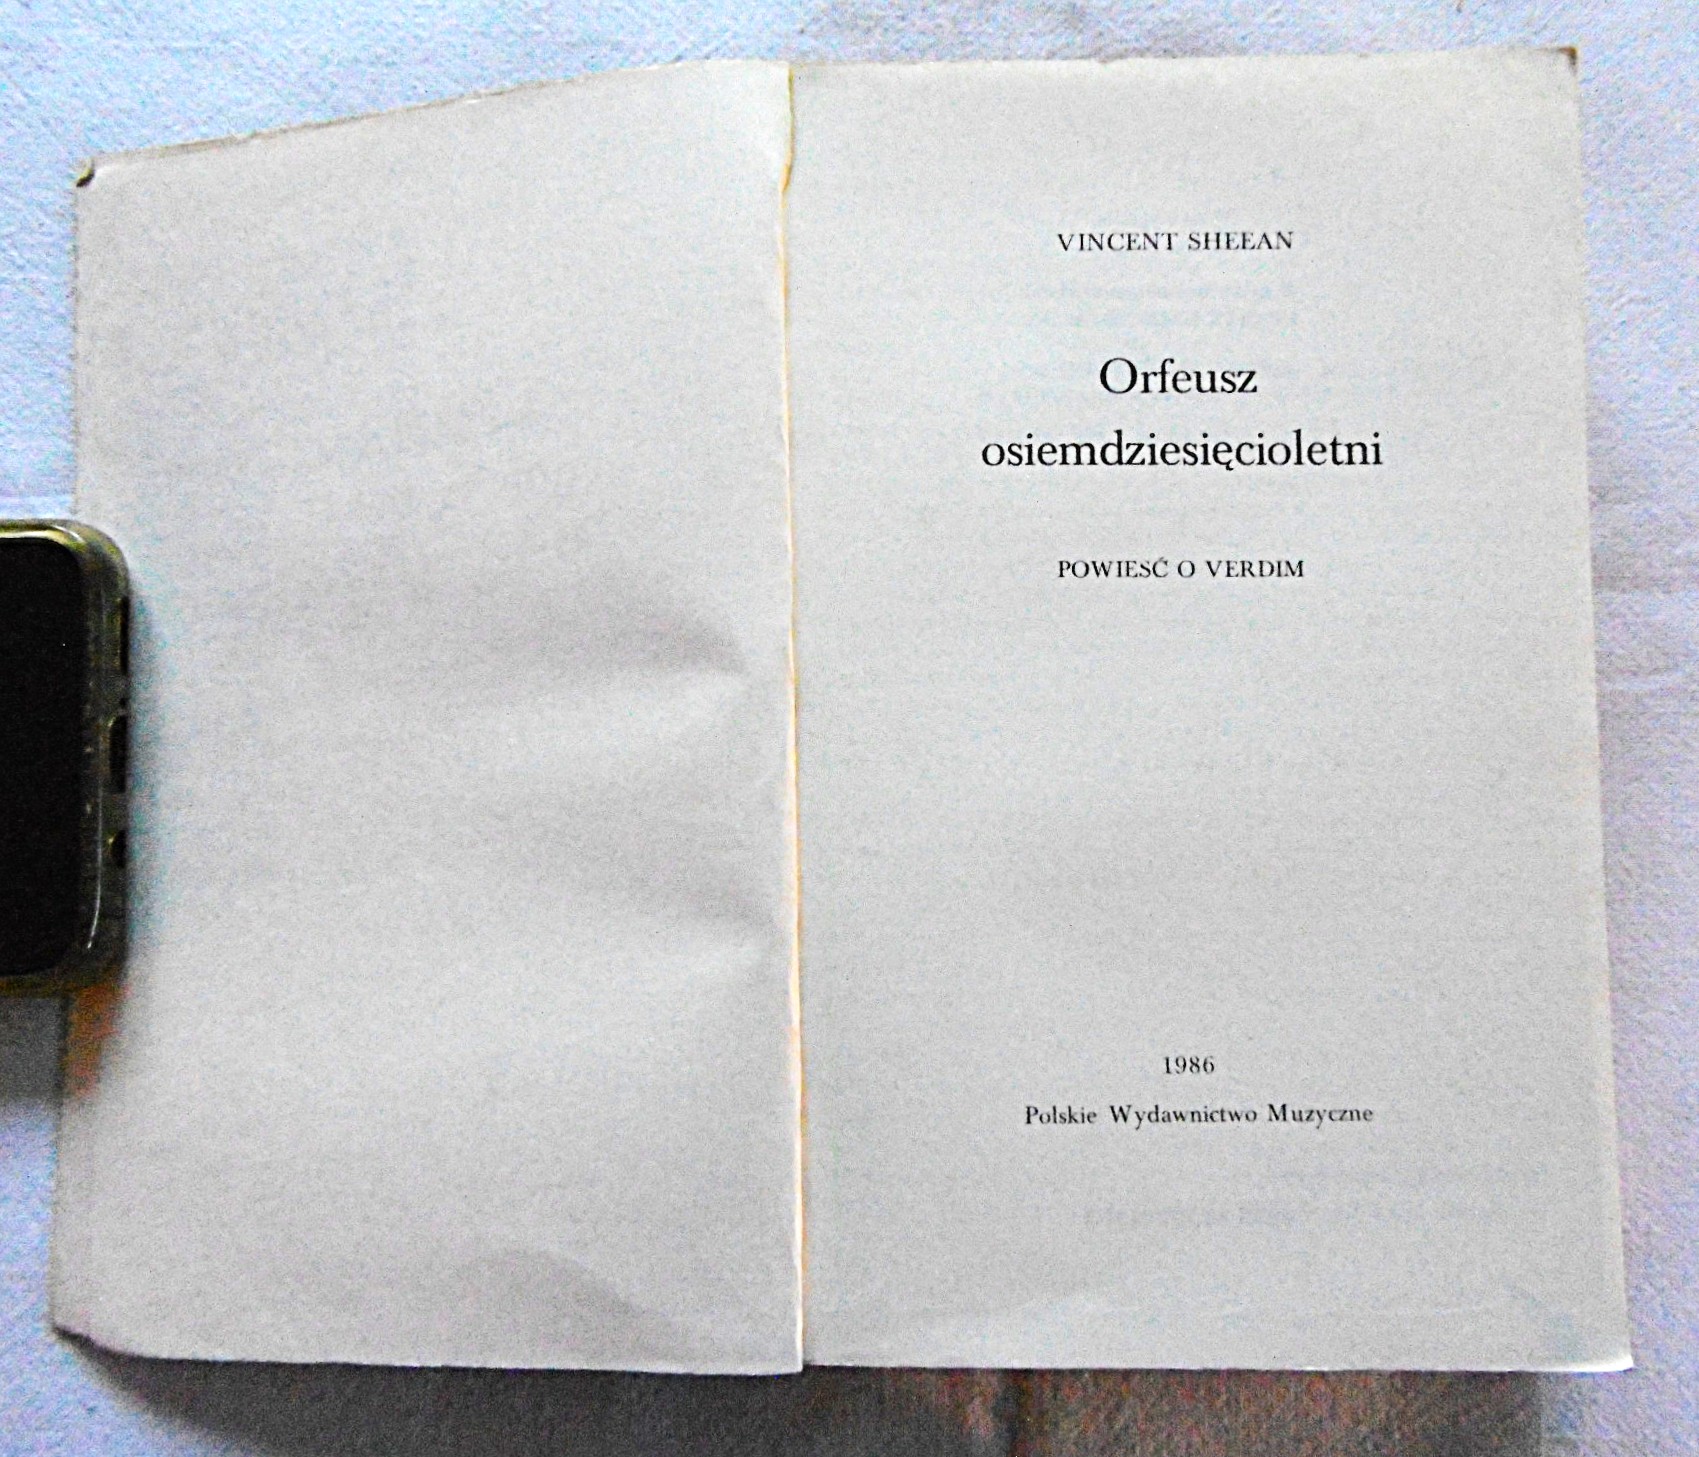 VINCENT SHEEAN
Orfeusz
osiemdziesięcioletni
POWIEŚĆ O VERDIM
1986
Polskie Wydawnictwo Muzyczne